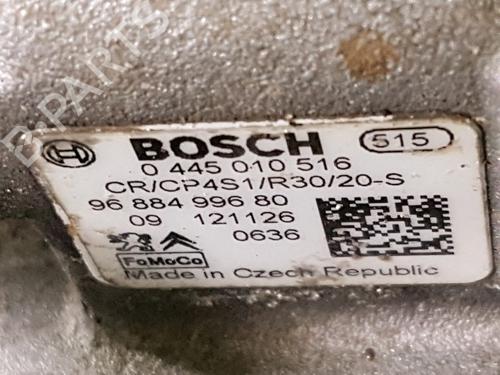 B-PARTS
BOSCH 515
0 445 010 516
CR/CP4S1/R30/20-S
96 884 996 80
09 121126
0636
FoMoCo
Made in Czech Republic